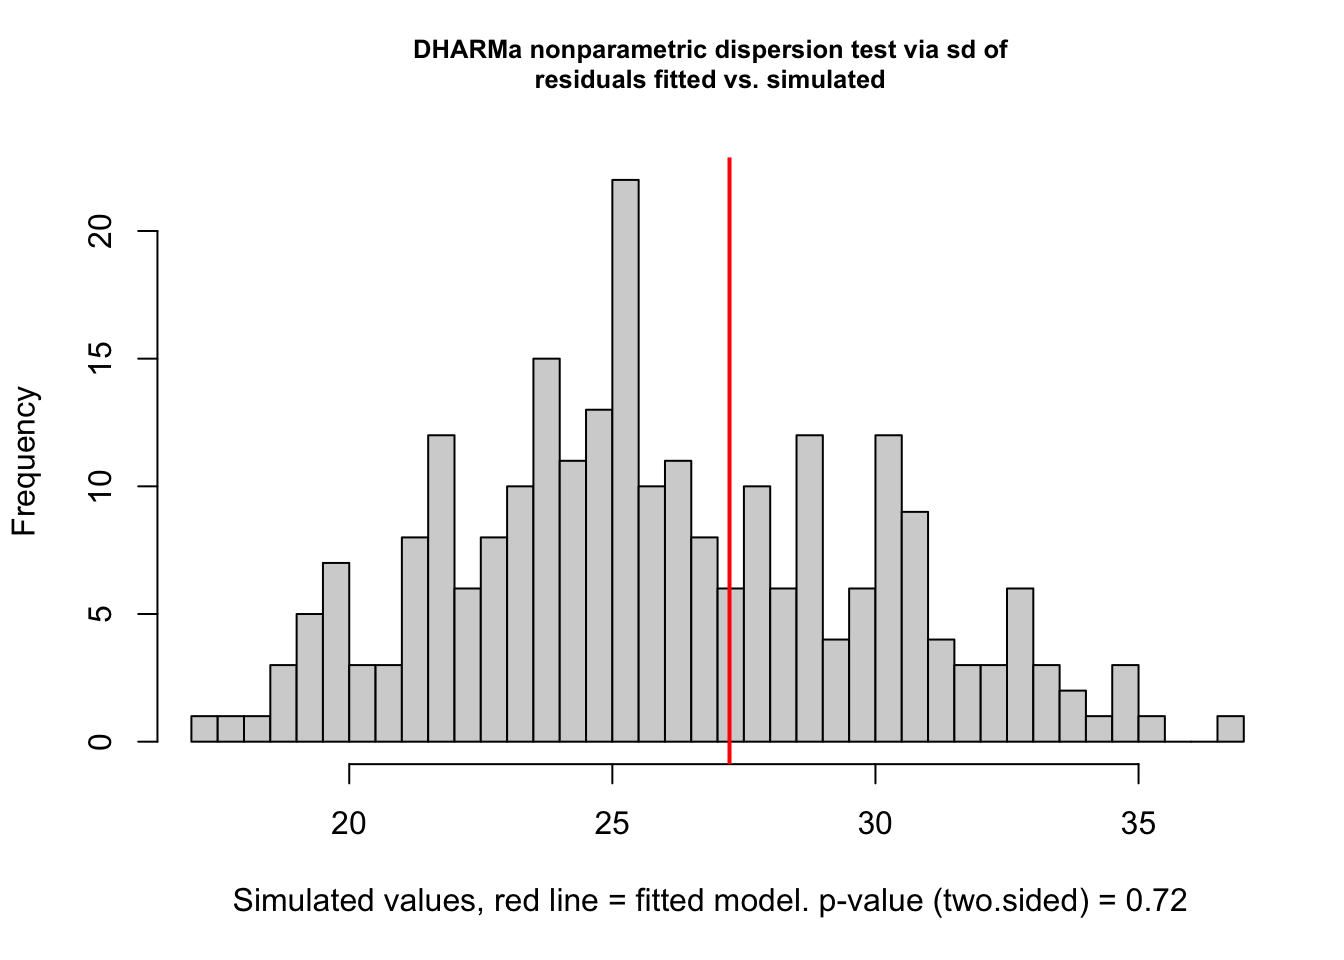 DHARMa nonparametric dispersion test via sd of
residuals fitted vs. simulated
Frequency
20
15
10
5
0
20 25 30 35
Simulated values, red line = fitted model. p-value (two.sided) = 0.72